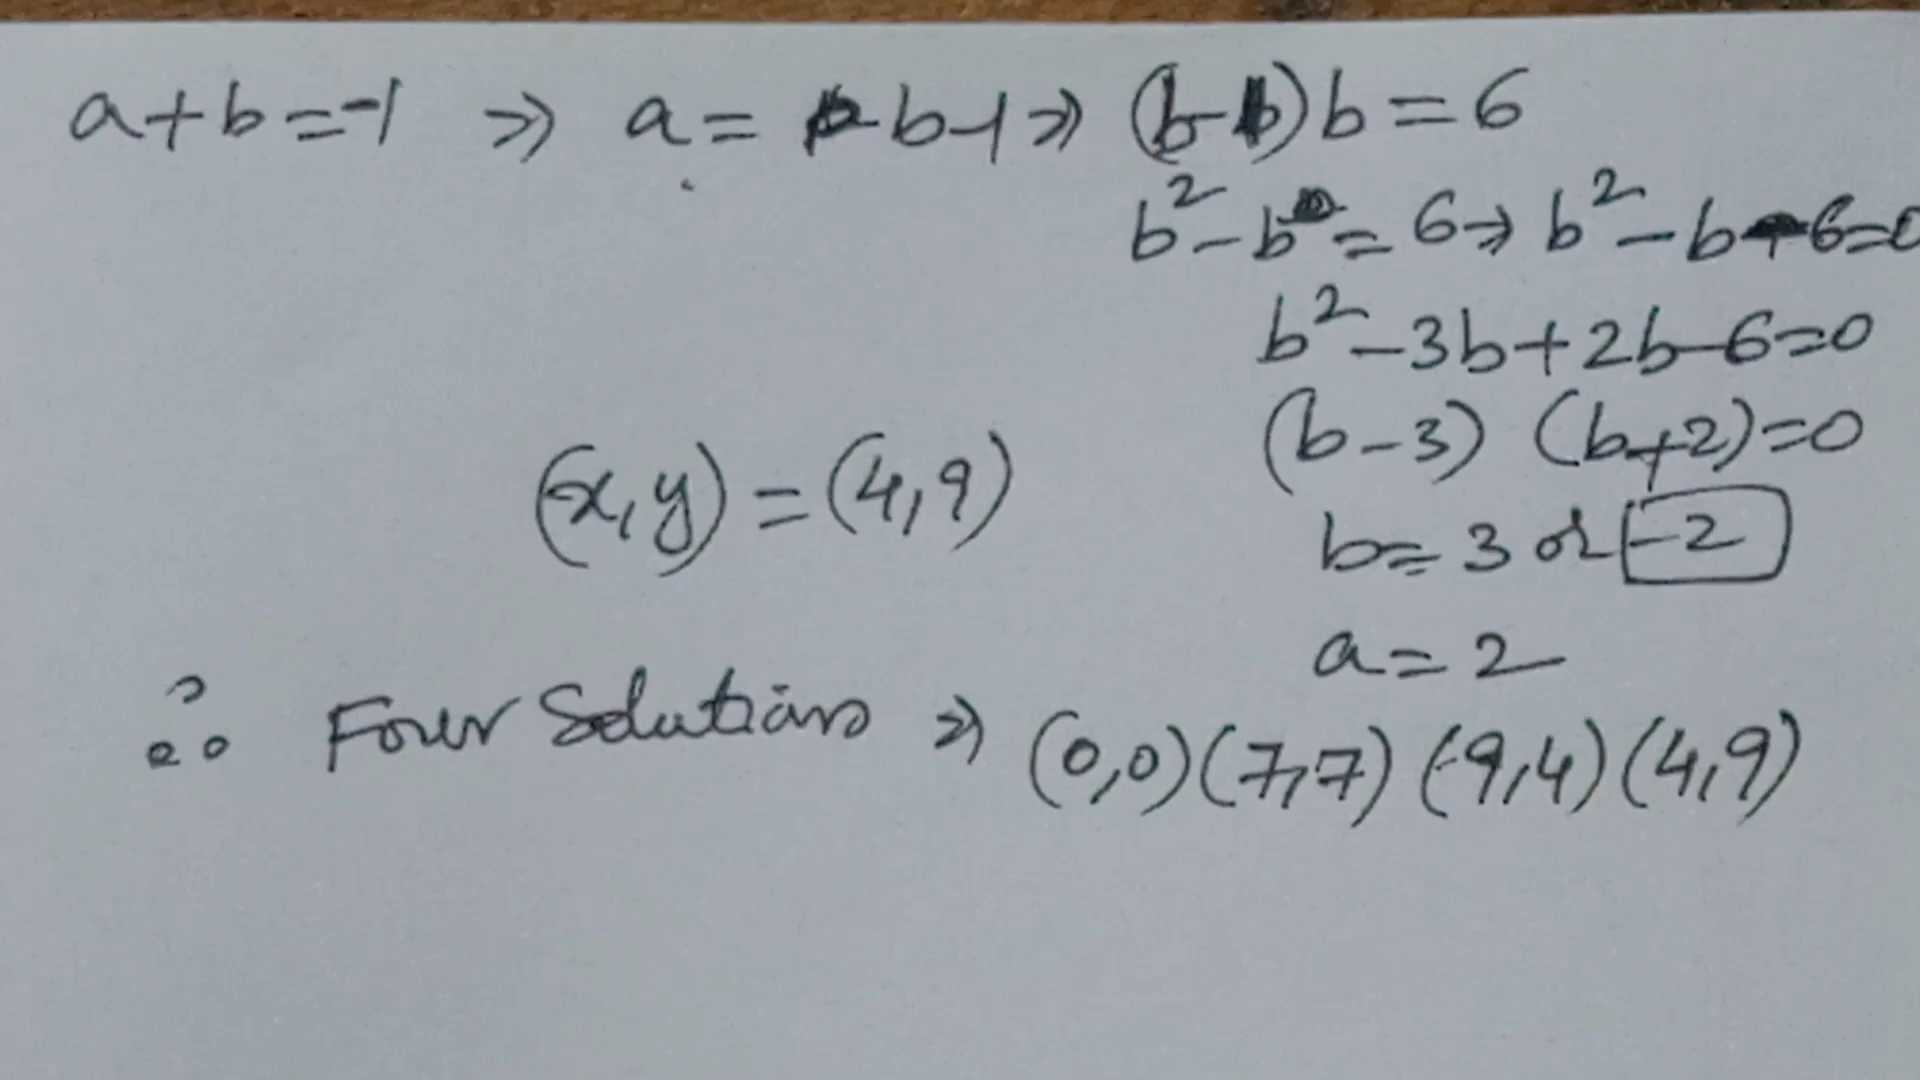 a+b=-1 ⇒ a= b-1 ⇒ (b-1)b=6
b²-b=6 → b²-b-6=0
b²-3b+2b-6=0
(b-3) (b+2)=0
(x,y)=(4,9)
b=3 or -2
a=2
∴ Four Solutions ⇒ (0,0)(7,7)(-9,4)(4,9)